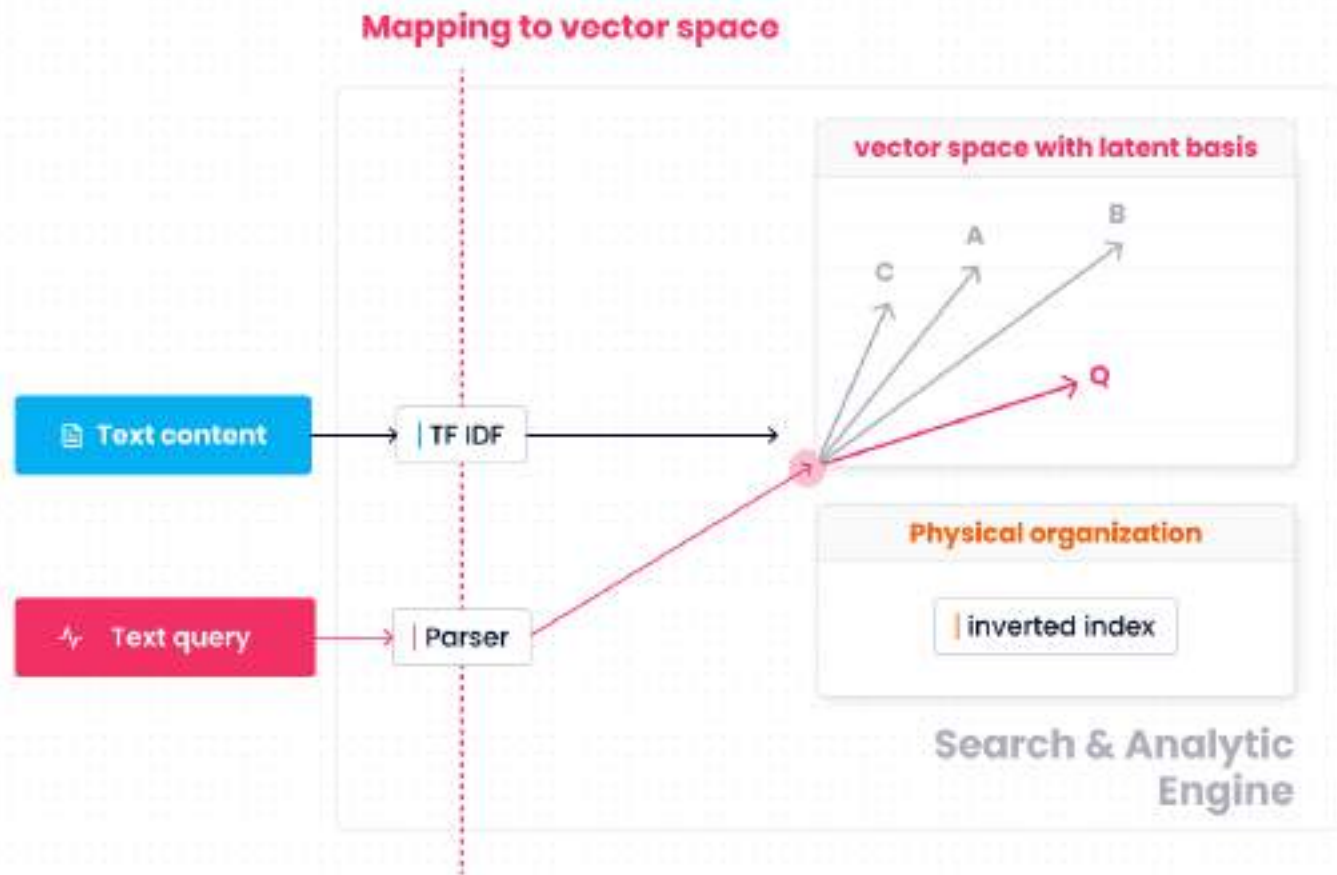 Mapping to vector space
vector space with latent basis
B
A
C
Q
Text content
TF IDF
Physical organization
inverted index
Text query
Parser
Search & Analytic
Engine